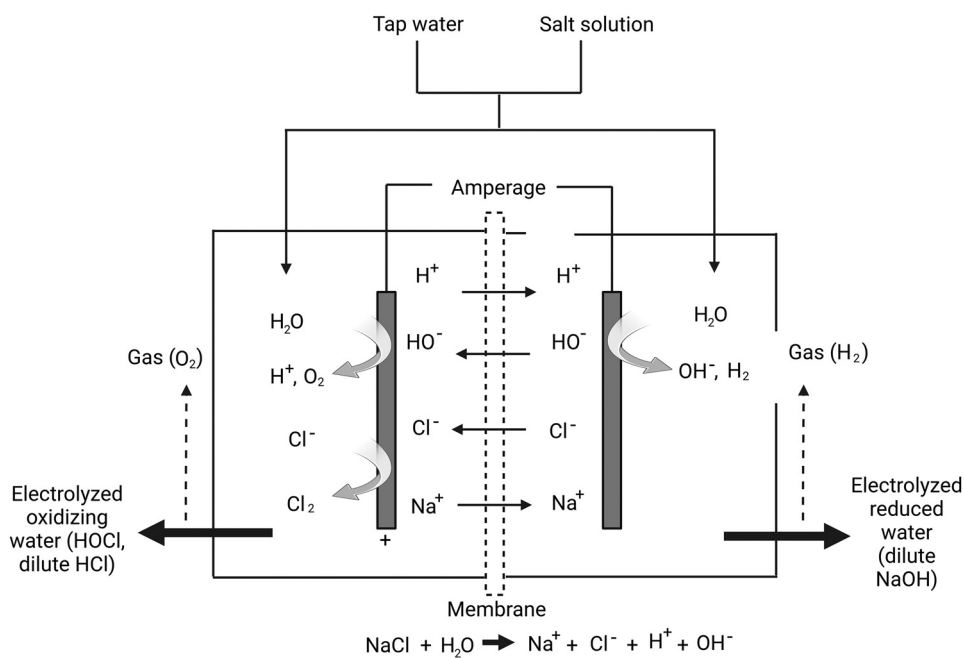 Tap water
Salt solution
Amperage
H⁺
H⁺
H₂O
H₂O
HO⁻
HO⁻
Gas (O₂)
Gas (H₂)
H⁺, O₂
OH⁻, H₂
Cl⁻
Cl⁻
Cl⁻
Cl₂
Na⁺
Na⁺
Electrolyzed
oxidizing
water (HOCl,
dilute HCl)
Electrolyzed
reduced
water
(dilute
NaOH)
+
Membrane
NaCl + H₂O → Na⁺ + Cl⁻ + H⁺ + OH⁻